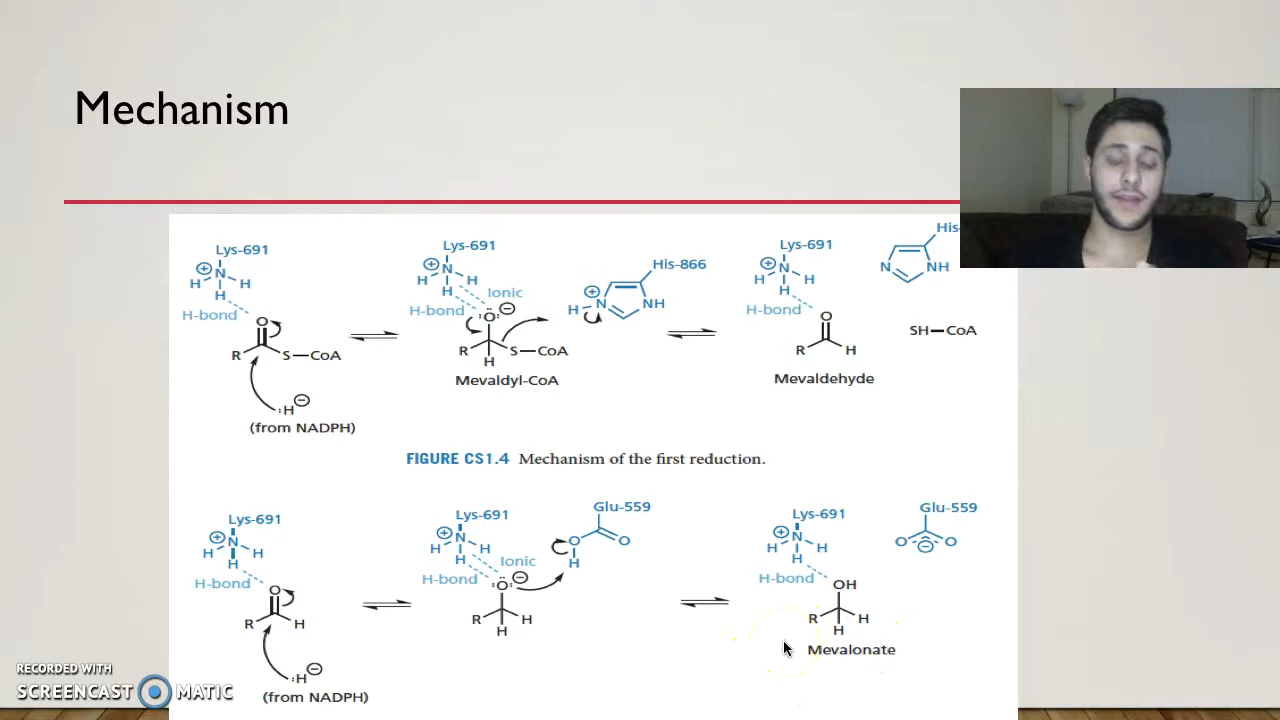 Mechanism
Lys-691
⊕ N
H H
H
H-bond
O
R S—CoA
:H ⊖
(from NADPH)
Lys-691
⊕ N
H H
H Ionic
H-bond
:O: ⊖
R S—CoA
H
Mevaldyl-CoA
His-866
⊕
H N NH
Lys-691
⊕ N
H H
H
H-bond
O
R H
Mevaldehyde
His-
N NH
SH—CoA
FIGURE CS1.4 Mechanism of the first reduction.
Lys-691
⊕ N
H H
H
H-bond
O
R H
:H ⊖
(from NADPH)
Lys-691
⊕ N
H H
H Ionic
H-bond
:O: ⊖
R H
H
Glu-559
O O
H
Lys-691
⊕ N
H H
H
H-bond
OH
R H
H
Mevalonate
Glu-559
O ⊖ O
RECORDED WITH
SCREENCAST MATIC